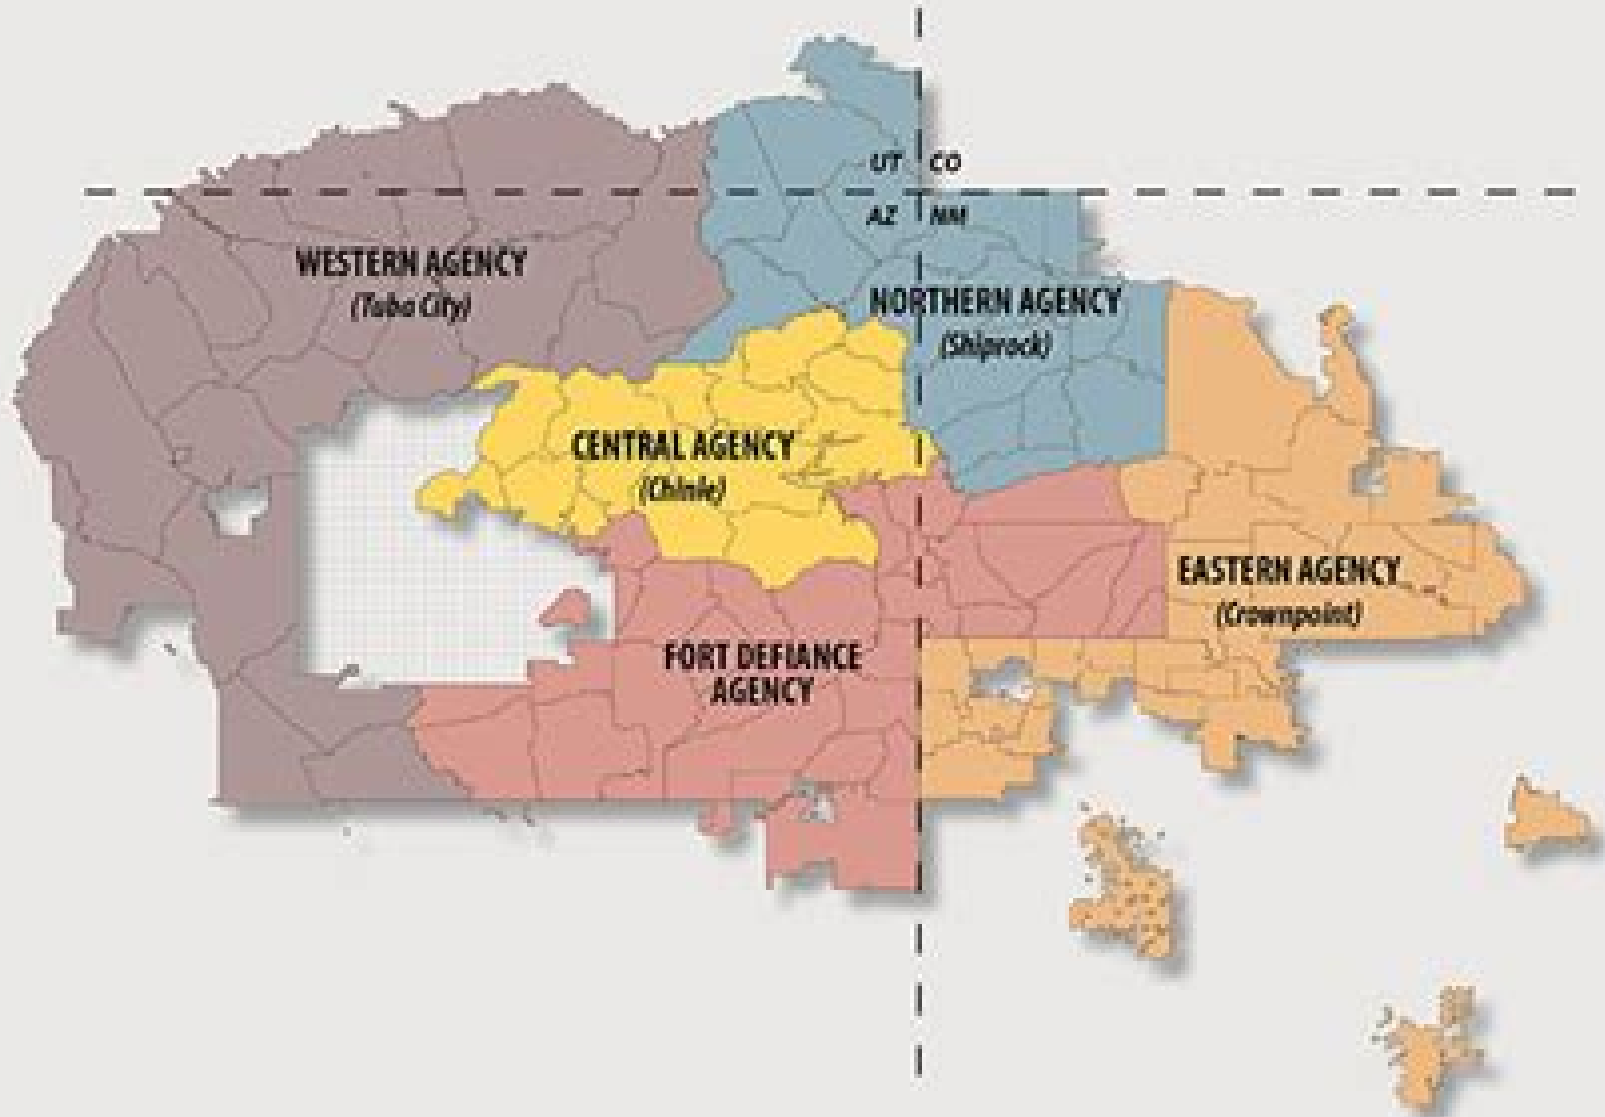 UT
CO
AZ
NM
WESTERN AGENCY
(Tuba City)
NORTHERN AGENCY
(Shiprock)
CENTRAL AGENCY
(Chinle)
EASTERN AGENCY
(Crownpoint)
FORT DEFIANCE
AGENCY